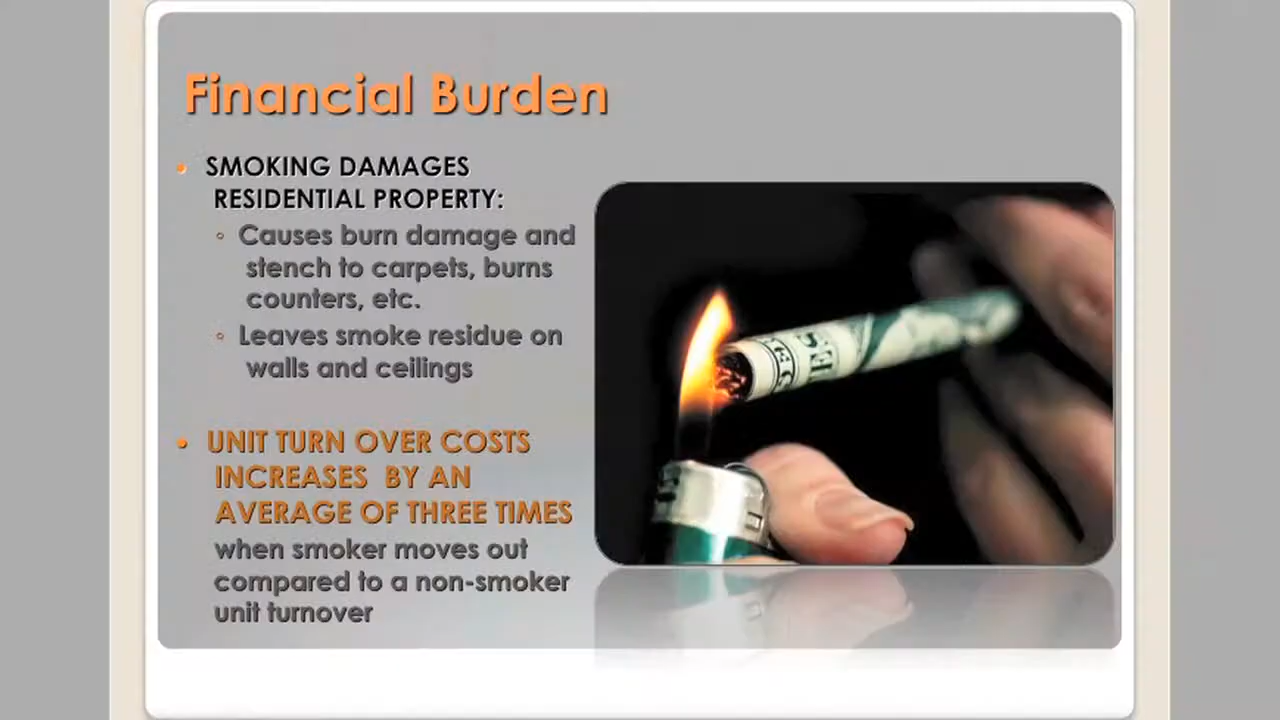 Financial Burden
• SMOKING DAMAGES
RESIDENTIAL PROPERTY:
◦ Causes burn damage and
stench to carpets, burns
counters, etc.
◦ Leaves smoke residue on
walls and ceilings
• UNIT TURN OVER COSTS
INCREASES BY AN
AVERAGE OF THREE TIMES
when smoker moves out
compared to a non-smoker
unit turnover